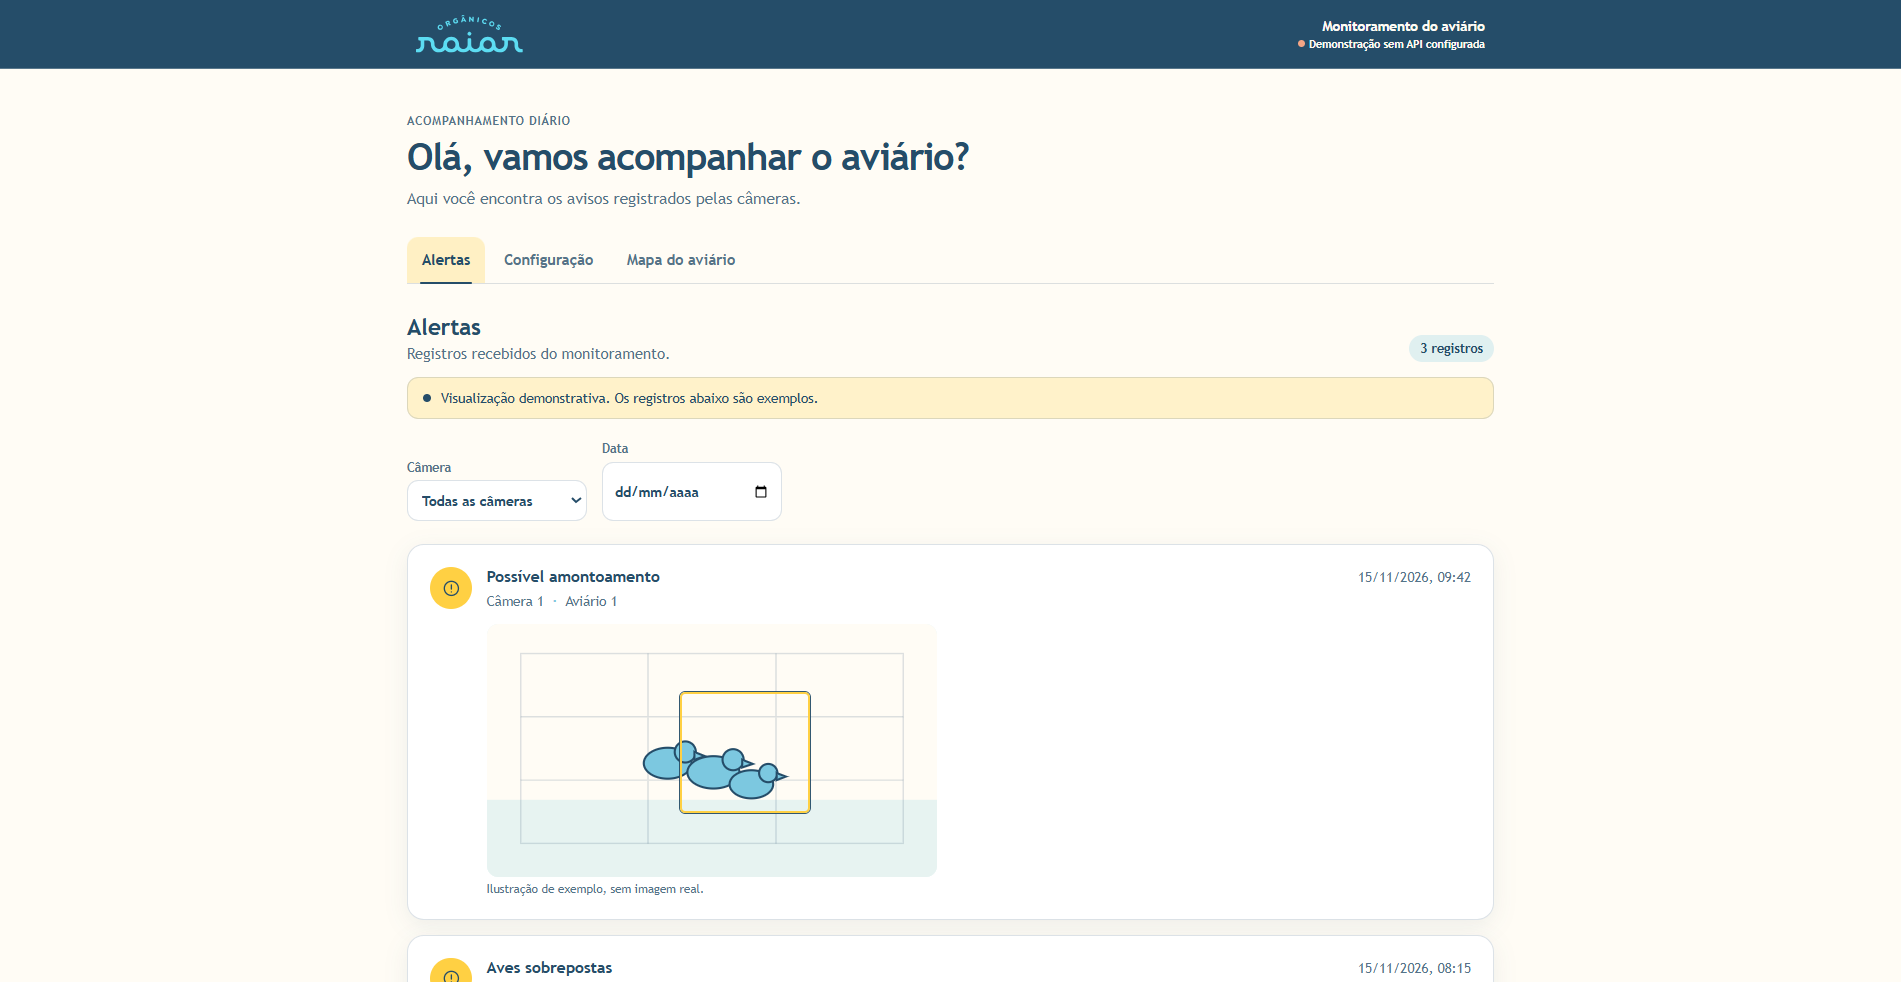 ORGÂNICOS
raiar
Monitoramento do aviário
Demonstração sem API configurada
ACOMPANHAMENTO DIÁRIO
Olá, vamos acompanhar o aviário?
Aqui você encontra os avisos registrados pelas câmeras.
Alertas Configuração Mapa do aviário
Alertas
Registros recebidos do monitoramento.
3 registros
Visualização demonstrativa. Os registros abaixo são exemplos.
Câmera
Todas as câmeras
Data
dd/mm/aaaa
Possível amontoamento
15/11/2026, 09:42
Câmera 1 · Aviário 1
Ilustração de exemplo, sem imagem real.
Aves sobrepostas
15/11/2026, 08:15